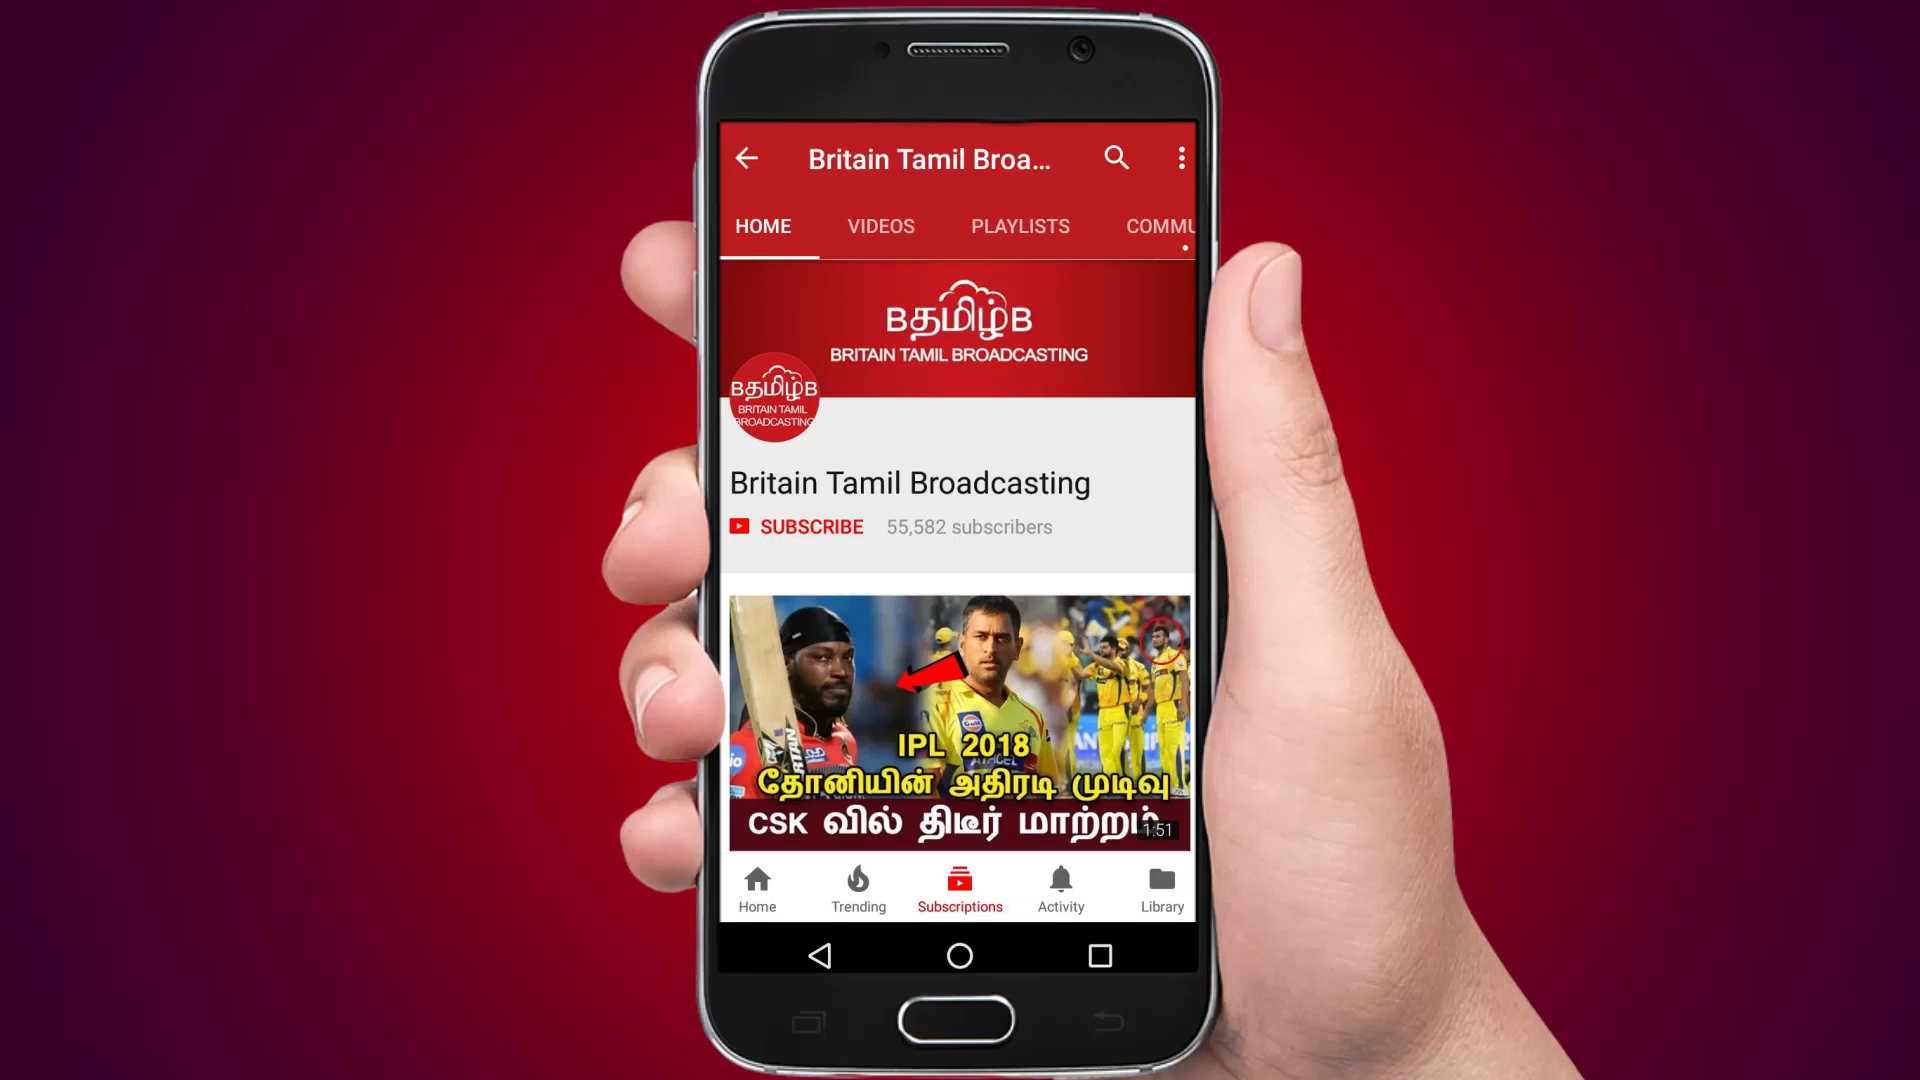 Britain Tamil Broa...
HOME VIDEOS PLAYLISTS COMMU
Bதமிழ்B
BRITAIN TAMIL BROADCASTING
Bதமிழ்B
BRITAIN TAMIL
BROADCASTING
Britain Tamil Broadcasting
SUBSCRIBE 55,582 subscribers
Gulf
IPL 2018
தோனியின் அதிரடி முடிவு
CSK வில் திடீர் மாற்றம்
1:51
Home Trending Subscriptions Activity Library